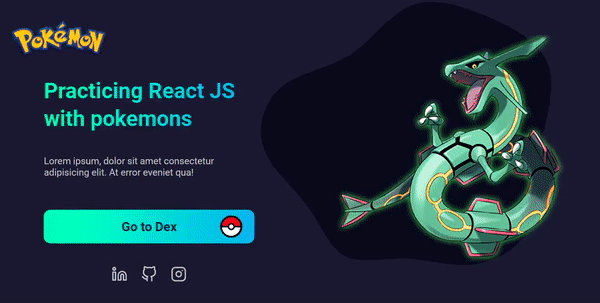 POKéMON
Practicing React JS
with pokemons
Lorem ipsum, dolor sit amet consectetur
adipisicing elit. At error eveniet qua!
Go to Dex
in